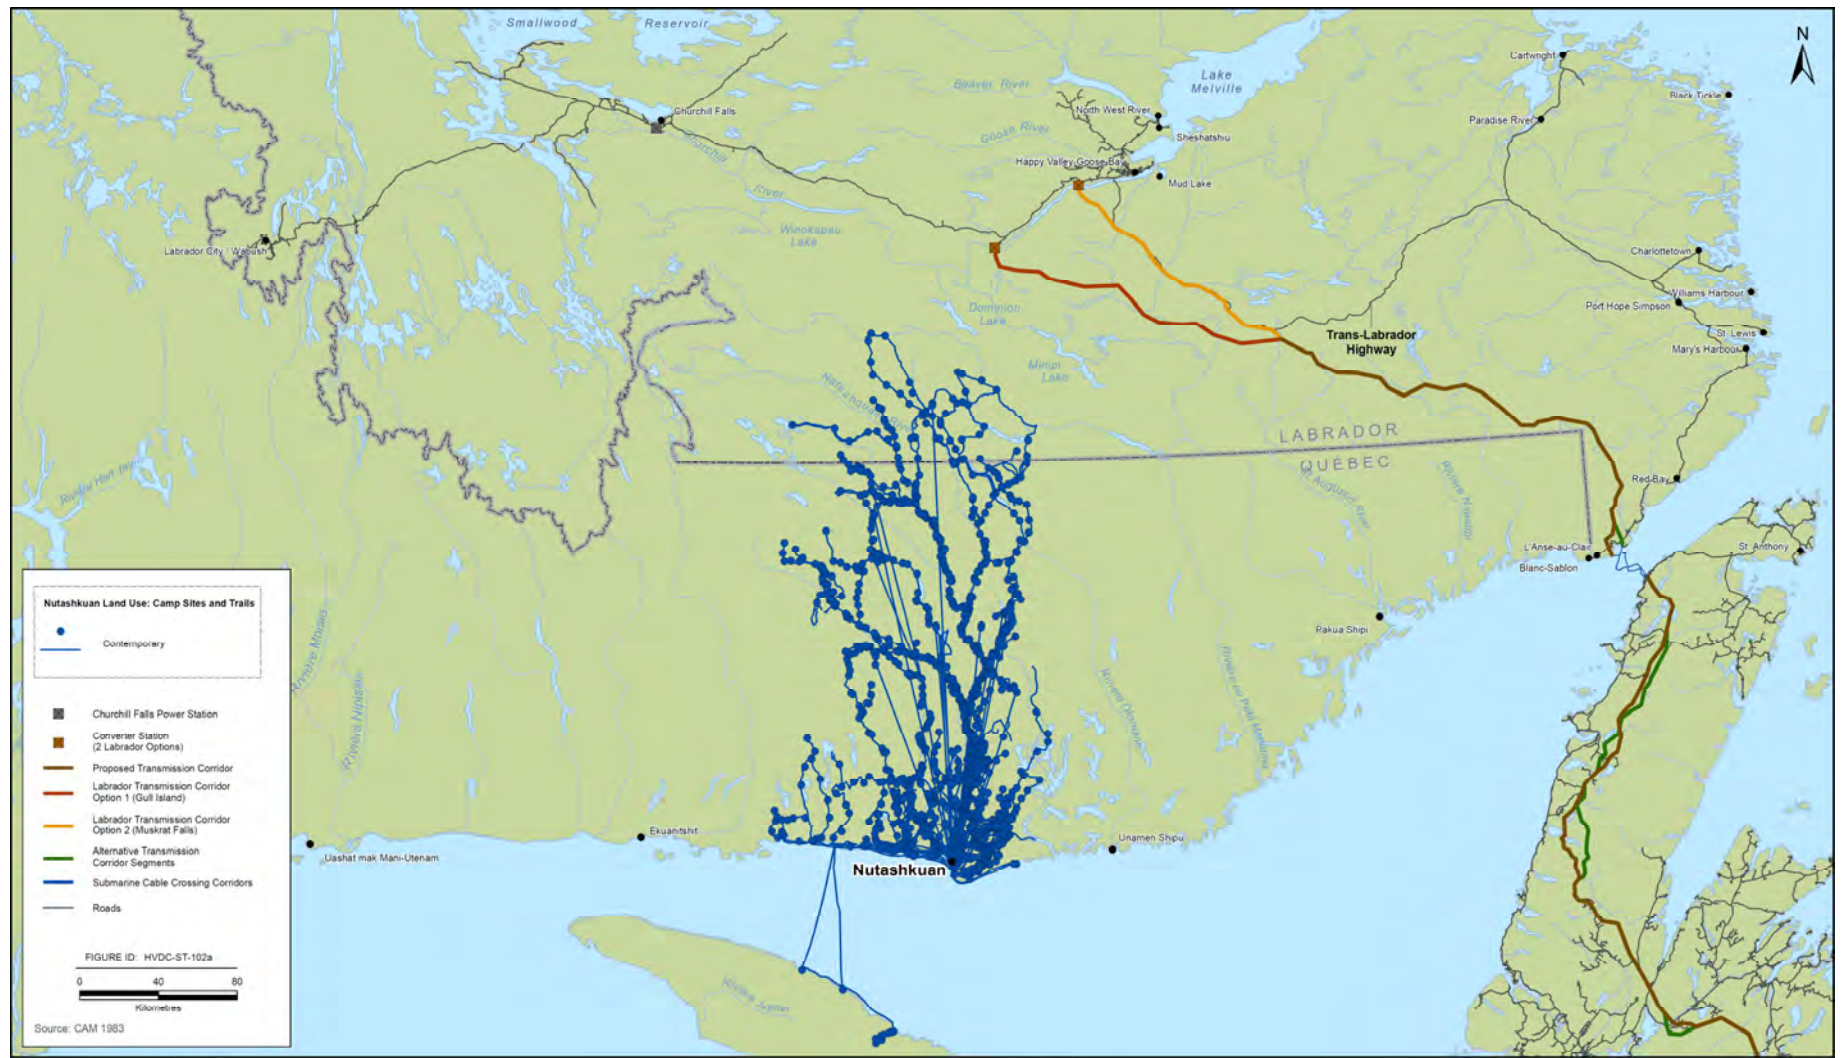 Smallwood
Reservoir
N
Cartwright
Lake
Melville
Beaver River
Black Tickle
North West River
Churchill Falls
Paradise River
Goose River
Sheshatshiu
Churchill
Happy Valley-Goose Bay
Mud Lake
River
Winokapau
Lake
Labrador City / Wabush
Charlottetown
Williams Harbour
Port Hope Simpson
Dominion
Lake
Trans-Labrador
Highway
St. Lewis
Mary's Harbour
Minipi
Lake
Natashquan River
LABRADOR
QUÉBEC
Red Bay
L'Anse-au-Clair
St. Anthony
Blanc-Sablon
Pakua Shipi
Ekuanitshit
Uashat mak Mani-Utenam
Unamen Shipu
Nutashkuan
Rivière Jupiter
Nutashkuan Land Use: Camp Sites and Trails
Contemporary
Churchill Falls Power Station
Converter Station
(2 Labrador Options)
Proposed Transmission Corridor
Labrador Transmission Corridor
Option 1 (Gull Island)
Labrador Transmission Corridor
Option 2 (Muskrat Falls)
Alternative Transmission
Corridor Segments
Submarine Cable Crossing Corridors
Roads
FIGURE ID: HVDC-ST-102a
0 40 80
Kilometres
Source: CAM 1983